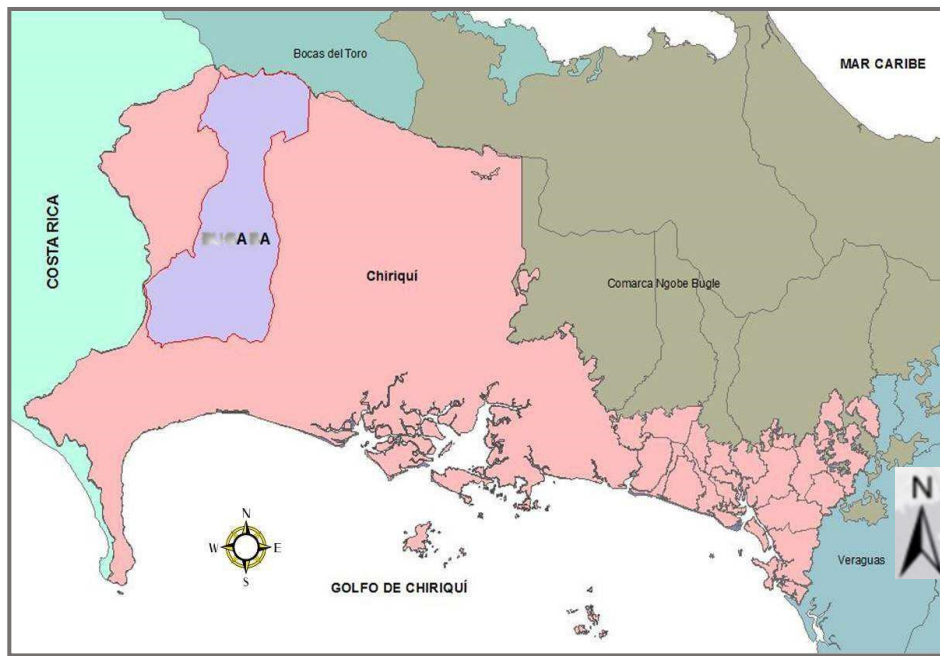 Bocas del Toro
MAR CARIBE
COSTA RICA
Chiriquí
Comarca Ngobe Bugle
N
W
E
S
GOLFO DE CHIRIQUÍ
Veraguas
N